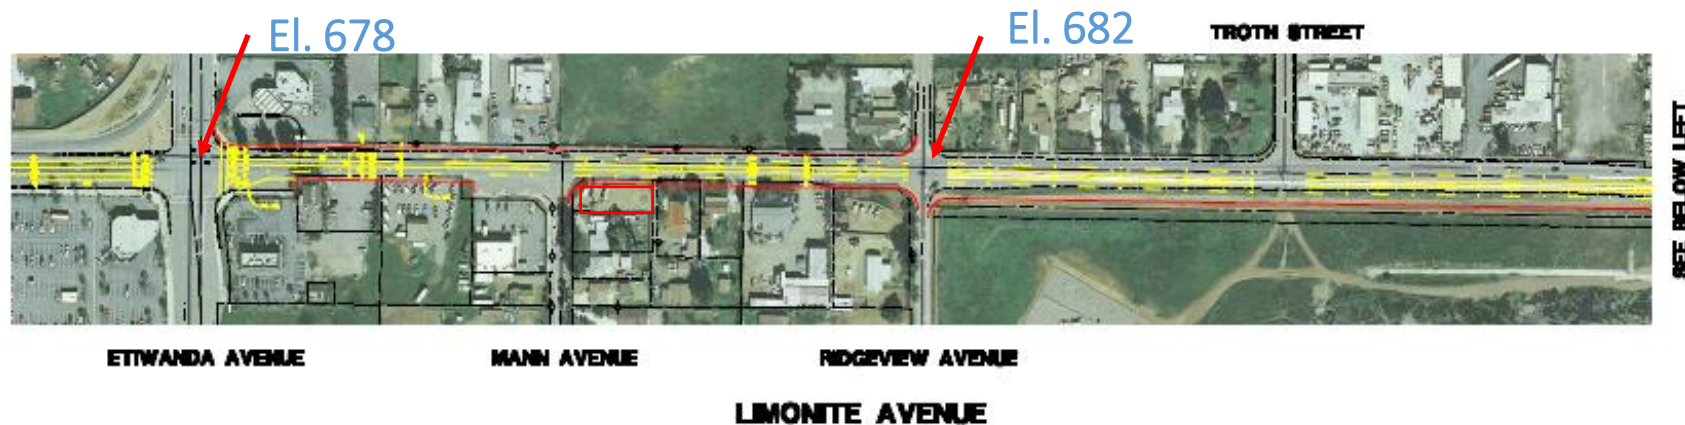 El. 678
El. 682
TROTH STREET
SEE BELOW LEFT
ETIWANDA AVENUE
MANN AVENUE
RIDGEVIEW AVENUE
LIMONITE AVENUE